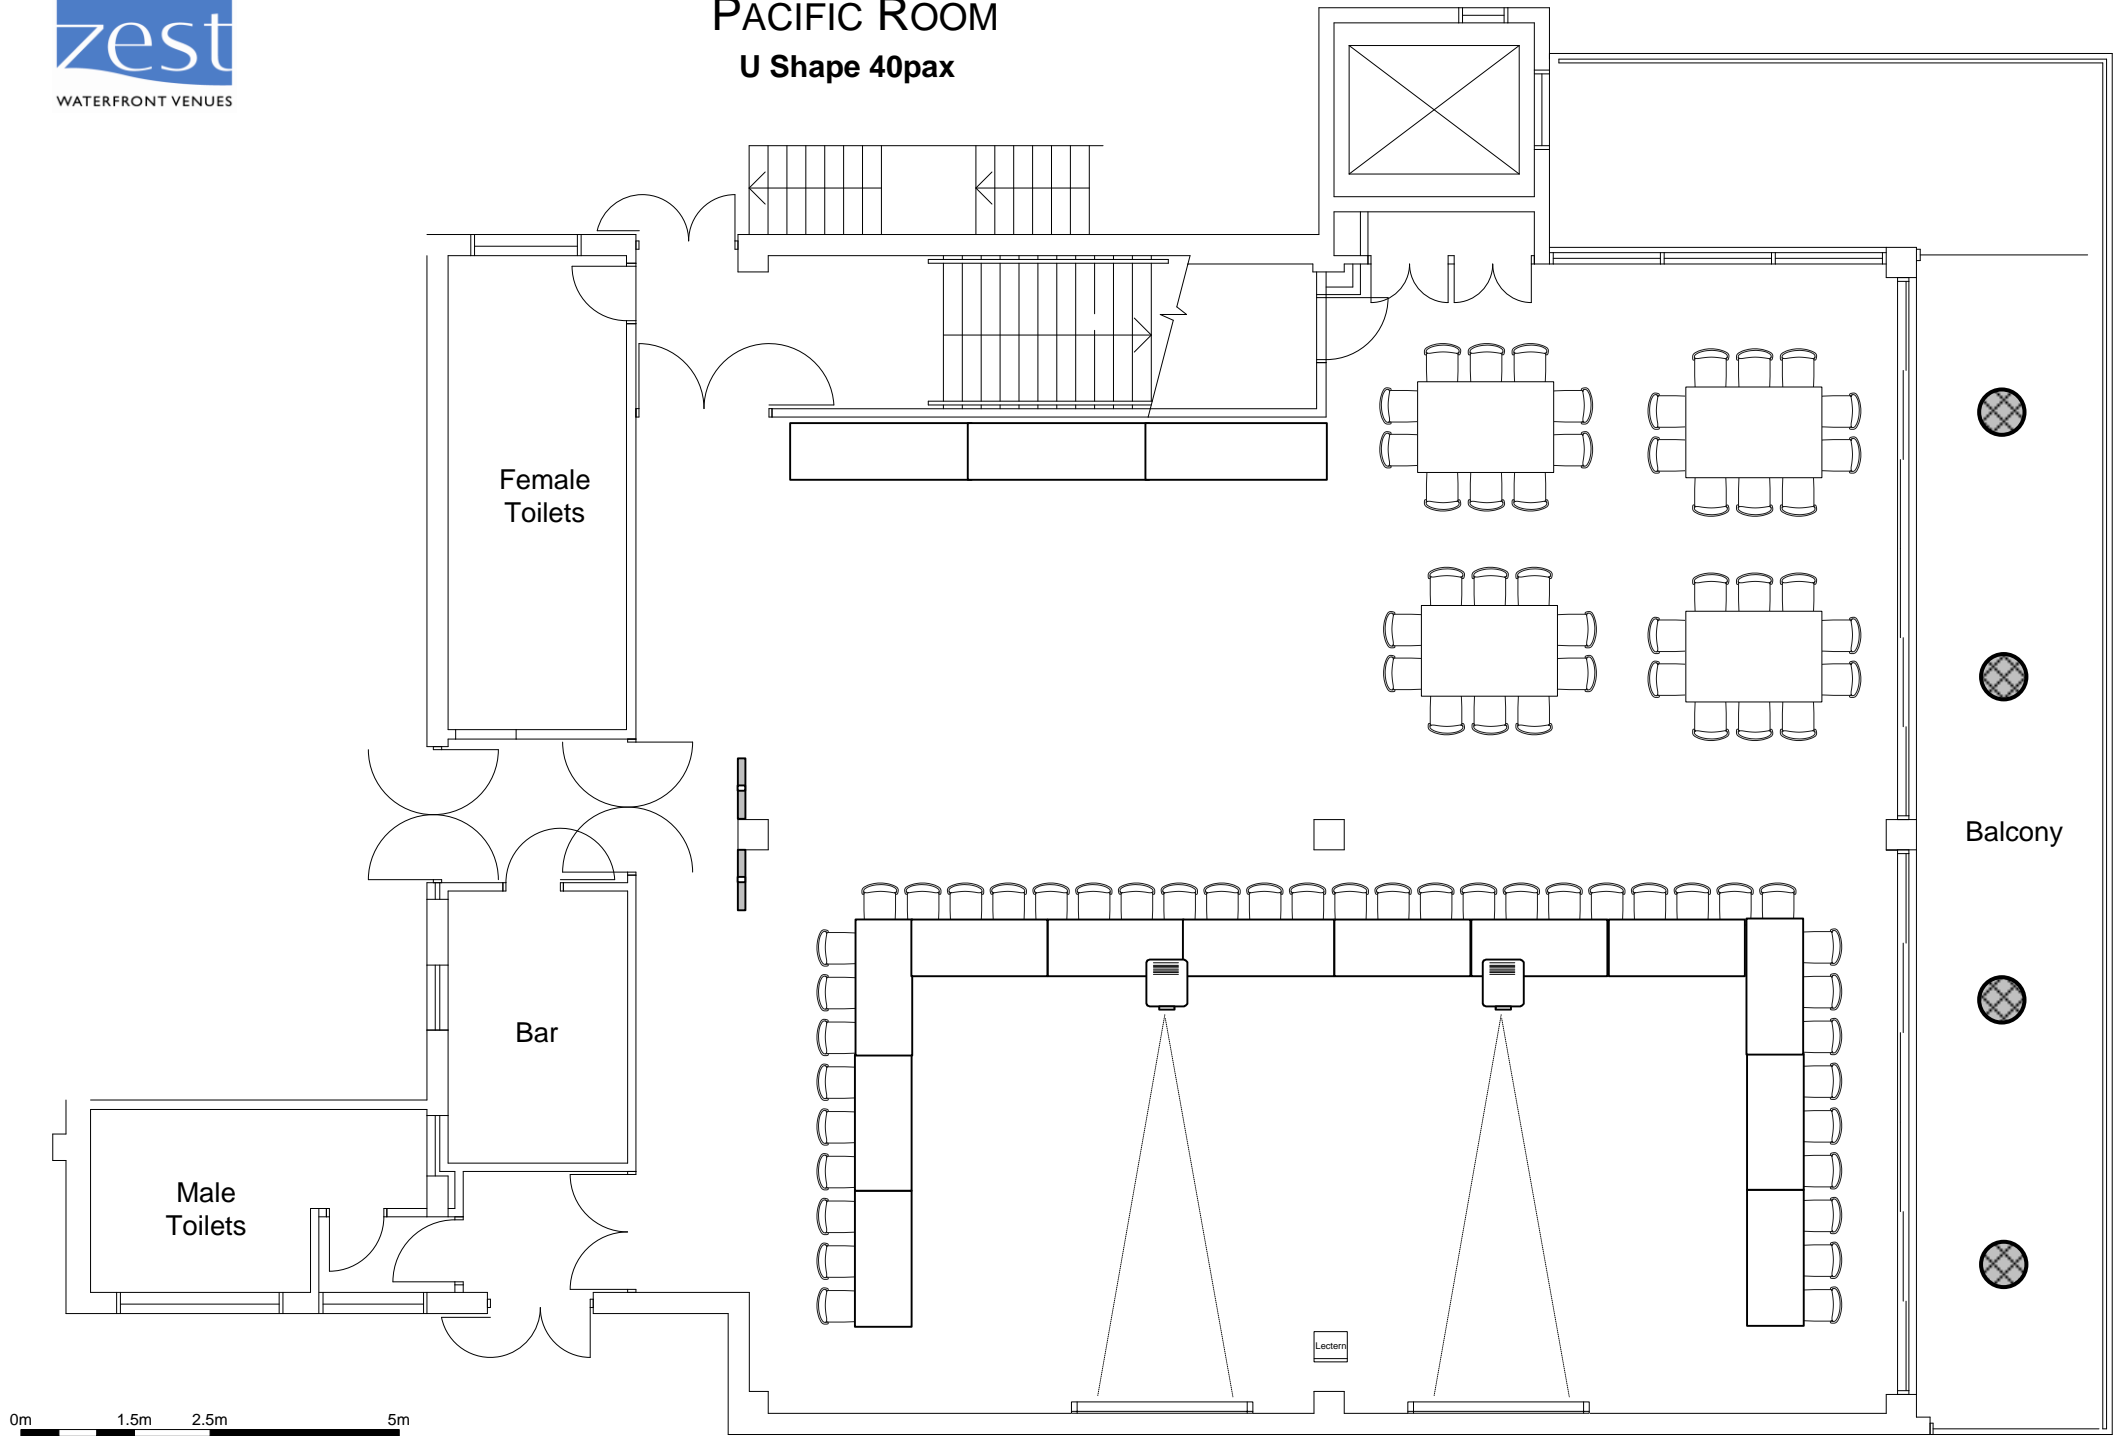 zest
WATERFRONT VENUES
PACIFIC ROOM
U Shape 40pax
Female
Toilets
Balcony
Bar
Male
Toilets
Lectern
0m 1.5m 2.5m 5m